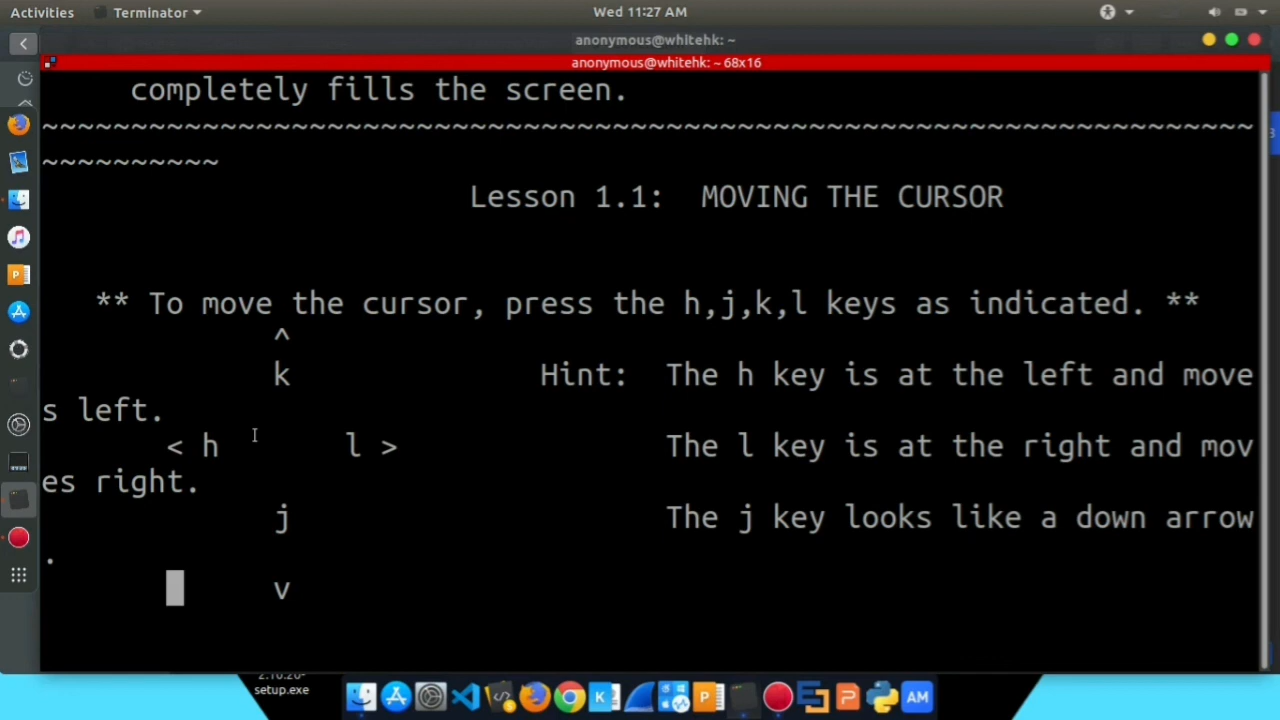 Activities Terminator Wed 11:27 AM
anonymous@whitehk: ~
anonymous@whitehk: ~ 68x16
completely fills the screen.
~~~~~~~~~~~~~~~~~~~~~~~~~~~~~~~~~~~~~~~~~~~~~~~~~~~~~~~~~~~~~~~~~~~~
~~~~~~~~~~
Lesson 1.1:  MOVING THE CURSOR
** To move the cursor, press the h,j,k,l keys as indicated. **
^
k Hint:  The h key is at the left and move
s left.
< h l > The l key is at the right and mov
es right.
j The j key looks like a down arrow
.
v
setup.exe
AM